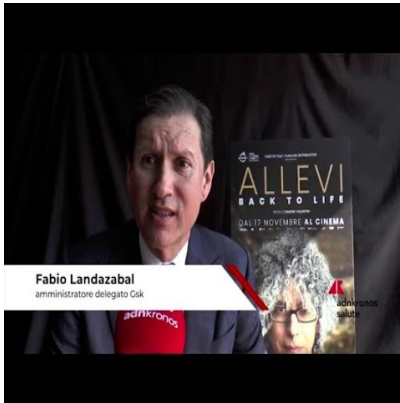 ALLEVI
BACK TO LIFE
DAL 17 NOVEMBRE AL CINEMA
Fabio Landazabal
amministratore delegato Gsk
adnkronos
adnkronos
salute